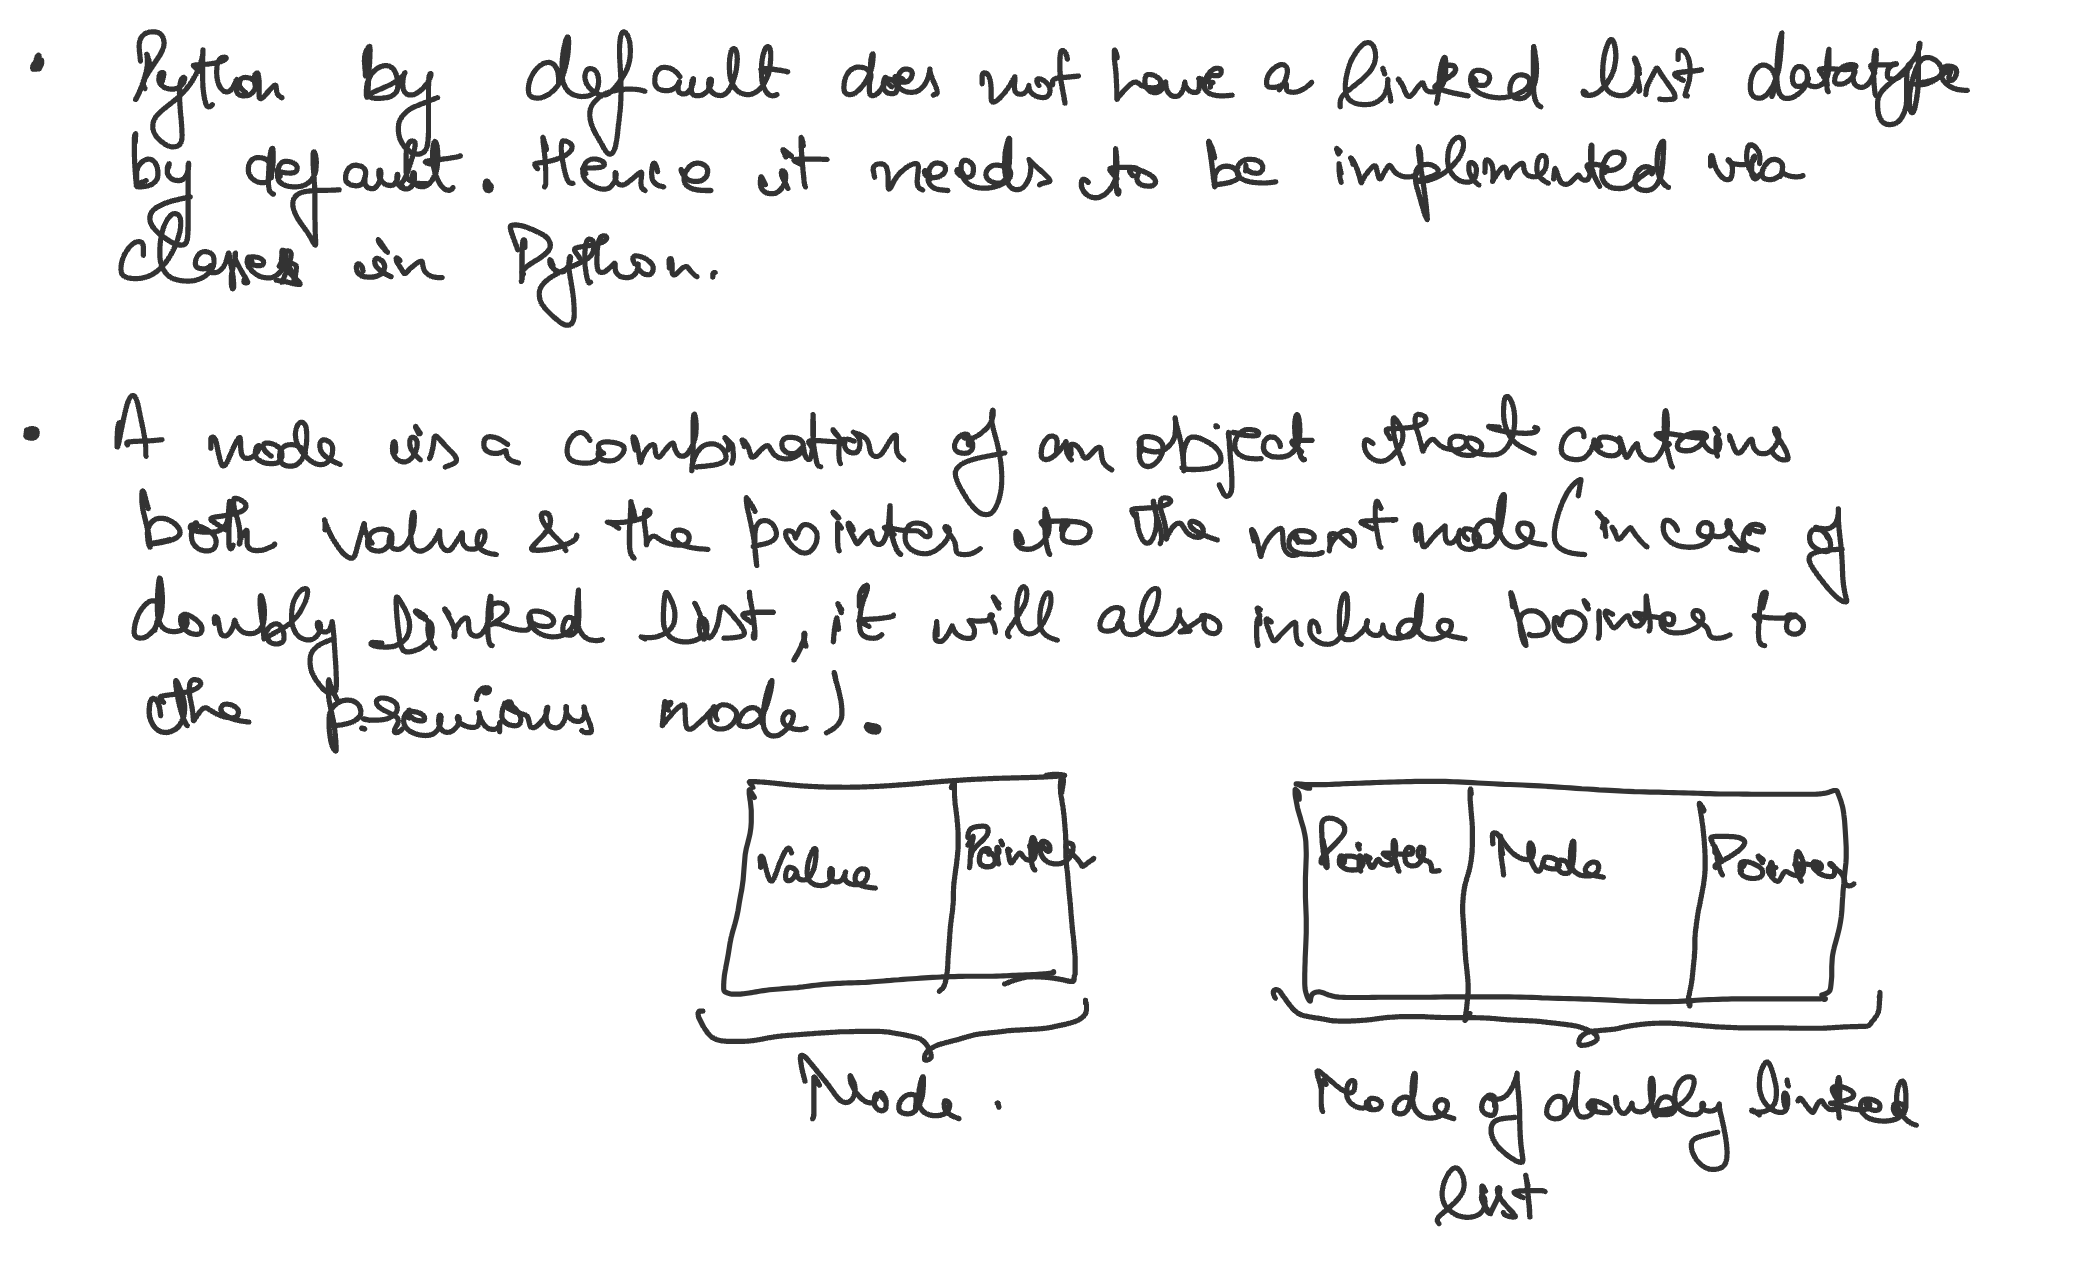 • Python by default does not have a linked list datatype
by default. Hence it needs to be implemented via
classes in Python.
• A node is a combination of an object that contains
both value & the pointer to the next node (in case of
doubly linked list, it will also include pointer to
the previous node).
Value Pointer
Pointer Node Pointer
Node.
Node of doubly linked
list